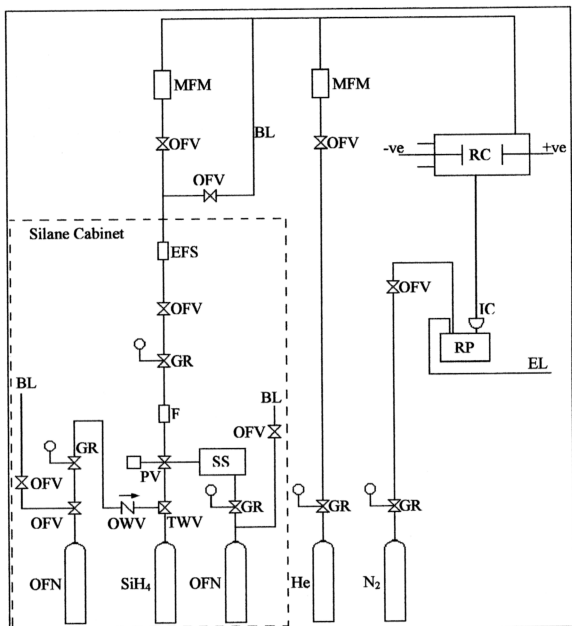 MFM
MFM
OFV
BL
OFV
-ve
RC
+ve
OFV
Silane Cabinet
EFS
OFV
IC
OFV
RP
GR
EL
BL
BL
F
OFV
GR
SS
PV
OFV
GR
GR
GR
OFV
OWV
TWV
OFN
SiH4
OFN
He
N2